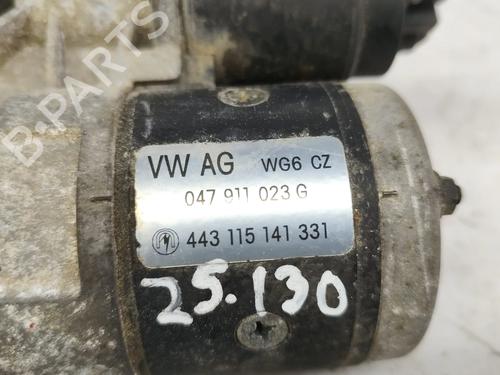 B-PARTS
VW AG WG6 CZ
047 911 023 G
443 115 141 331
25.130